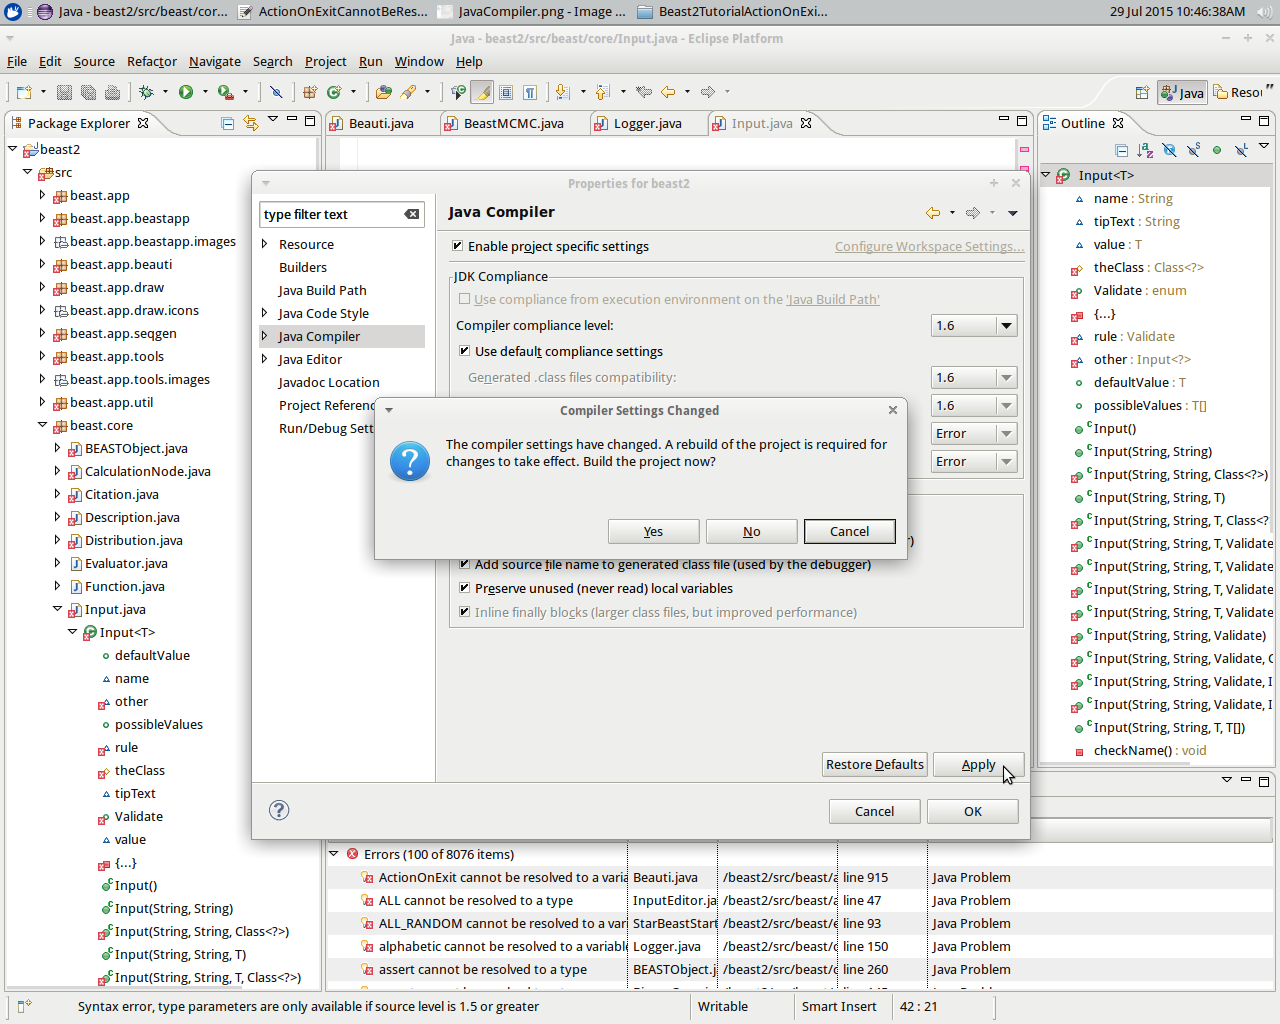 Java - beast2/src/beast/cor...
ActionOnExitCannotBeRes...
JavaCompiler.png - Image ...
Beast2TutorialActionOnExi...
29 Jul 2015 10:46:38AM
Java - beast2/src/beast/core/Input.java - Eclipse Platform
File Edit Source Refactor Navigate Search Project Run Window Help
Java
Package Explorer
Beauti.java
BeastMCMC.java
Logger.java
Input.java
Outline
beast2
src
beast.app
beast.app.beastapp
beast.app.beastapp.images
beast.app.beauti
beast.app.draw
beast.app.draw.icons
beast.app.seqgen
beast.app.tools
beast.app.tools.images
beast.app.util
beast.core
BEASTObject.java
CalculationNode.java
Citation.java
Description.java
Distribution.java
Evaluator.java
Function.java
Input.java
Input<T>
defaultValue
name
other
possibleValues
rule
theClass
tipText
Validate
value
{...}
Input()
Input(String, String)
Input(String, String, Class<?>)
Input(String, String, T)
Input(String, String, T, Class<?>)
Properties for beast2
type filter text
Resource
Builders
Java Build Path
Java Code Style
Java Compiler
Java Editor
Javadoc Location
Project Referenc
Run/Debug Sett
Java Compiler
Enable project specific settings
Configure Workspace Settings...
JDK Compliance
Use compliance from execution environment on the 'Java Build Path'
Compiler compliance level:
1.6
Use default compliance settings
Generated .class files compatibility:
1.6
1.6
Error
Error
Compiler Settings Changed
The compiler settings have changed. A rebuild of the project is required for
changes to take effect. Build the project now?
Yes
No
Cancel
Add source file name to generated class file (used by the debugger)
Preserve unused (never read) local variables
Inline finally blocks (larger class files, but improved performance)
Restore Defaults
Apply
Cancel
OK
Input<T>
name : String
tipText : String
value : T
theClass : Class<?>
Validate : enum
{...}
rule : Validate
other : Input<?>
defaultValue : T
possibleValues : T[]
Input()
Input(String, String)
Input(String, String, Class<?>)
Input(String, String, T)
Input(String, String, T, Class<?
Input(String, String, T, Validate
Input(String, String, T, Validate
Input(String, String, T, Validate
Input(String, String, T, Validate
Input(String, String, Validate)
Input(String, String, Validate, C
Input(String, String, Validate, I
Input(String, String, Validate, I
Input(String, String, T, T[])
checkName() : void
Errors (100 of 8076 items)
ActionOnExit cannot be resolved to a varia Beauti.java /beast2/src/beast/a line 915 Java Problem
ALL cannot be resolved to a type InputEditor.ja /beast2/src/beast/a line 47 Java Problem
ALL_RANDOM cannot be resolved to a var StarBeastStart /beast2/src/beast/e line 93 Java Problem
alphabetic cannot be resolved to a variable Logger.java /beast2/src/beast/c line 150 Java Problem
assert cannot be resolved to a type BEASTObject.j /beast2/src/beast/c line 260 Java Problem
Syntax error, type parameters are only available if source level is 1.5 or greater
Writable
Smart Insert
42 : 21